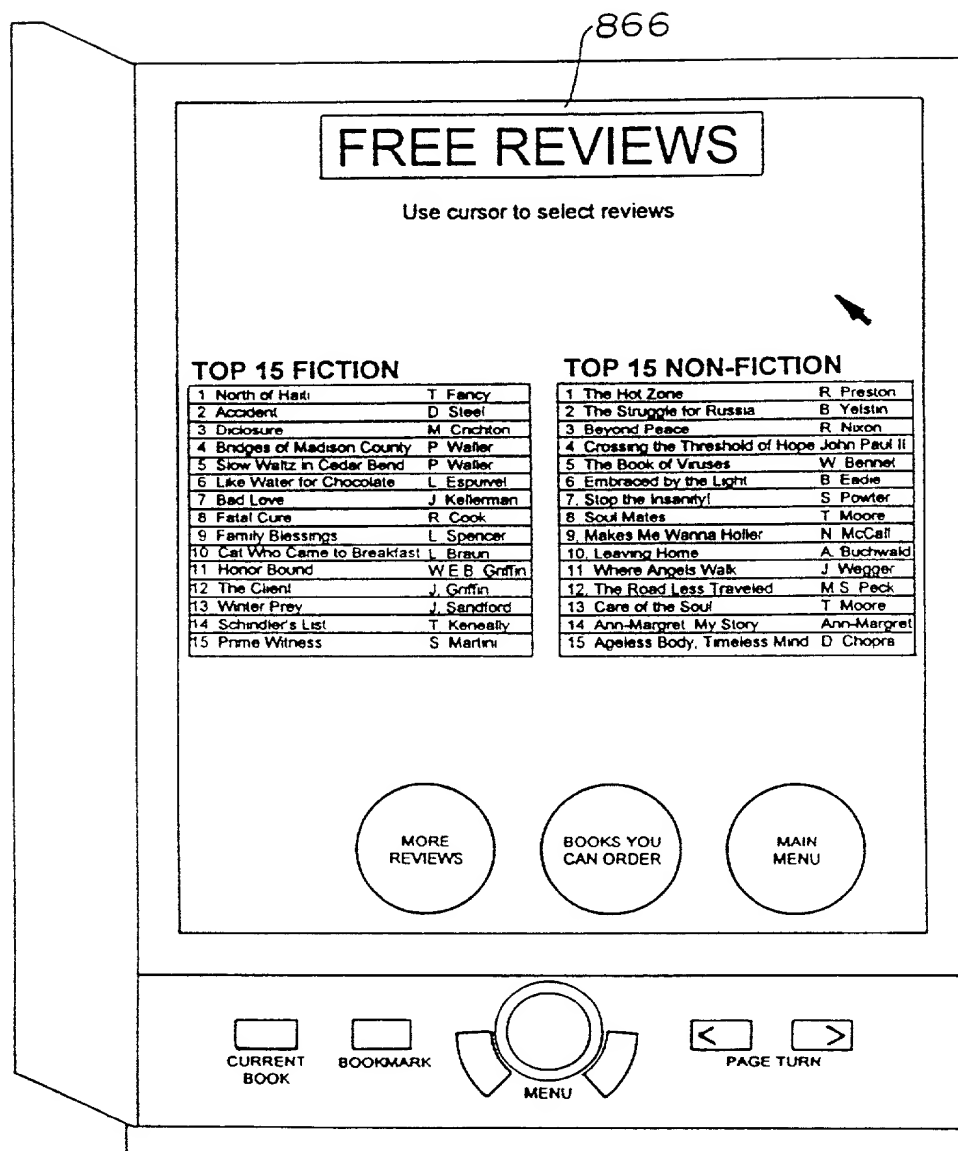 866
FREE REVIEWS
Use cursor to select reviews
TOP 15 FICTION
1 North of Haiti T Fancy
2 Accident D Steel
3 Diclosure M Crichton
4 Bridges of Madison County P Waller
5 Slow Waltz in Cedar Bend P Waller
6 Like Water for Chocolate L Espurvel
7 Bad Love J Kellerman
8 Fatal Cure R Cook
9 Family Blessings L Spencer
10 Cat Who Came to Breakfast L Braun
11 Honor Bound W E B Griffin
12 The Client J. Griffin
13 Winter Prey J. Sandford
14 Schindler's List T Keneally
15 Prime Witness S Martini
TOP 15 NON-FICTION
1 The Hot Zone R Preston
2 The Struggle for Russia B Yelstin
3 Beyond Peace R Nixon
4 Crossing the Threshold of Hope John Paul II
5 The Book of Viruses W Bennet
6 Embraced by the Light B Eadie
7. Stop the Insanity! S Powter
8 Soul Mates T Moore
9. Makes Me Wanna Holler N McCall
10. Leaving Home A. Buchwald
11 Where Angels Walk J Wegger
12. The Road Less Traveled M S Peck
13 Care of the Soul T Moore
14 Ann-Margret My Story Ann-Margret
15 Ageless Body, Timeless Mind D Chopra
MORE
REVIEWS
BOOKS YOU
CAN ORDER
MAIN
MENU
CURRENT
BOOK
BOOKMARK
MENU
< >
PAGE TURN